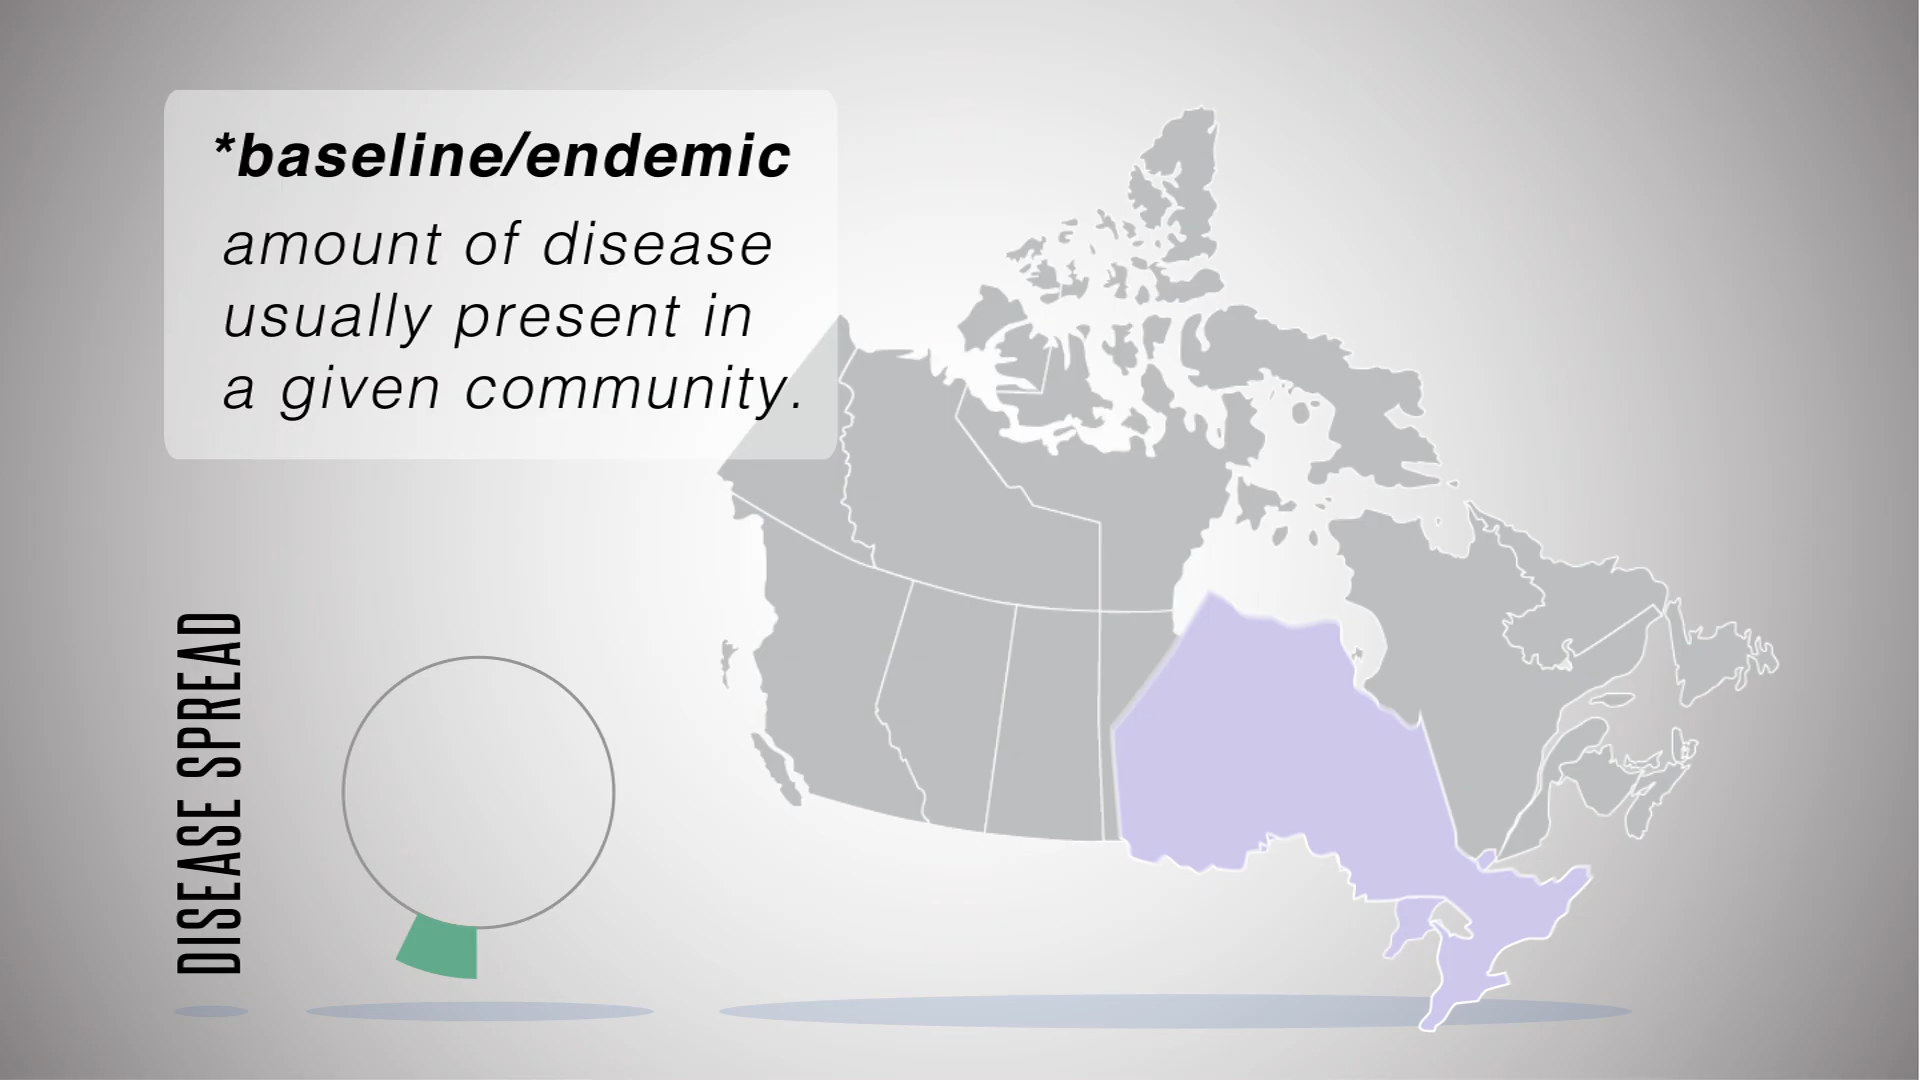 *baseline/endemic
amount of disease
usually present in
a given community.
DISEASE SPREAD